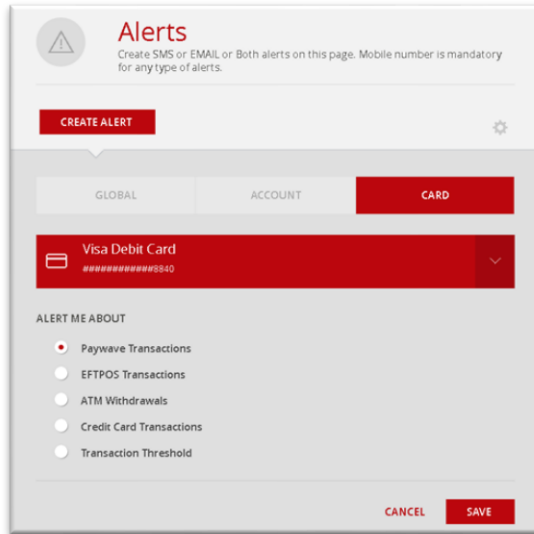 Alerts
Create SMS or EMAIL or Both alerts on this page. Mobile number is mandatory
for any type of alerts.
CREATE ALERT
GLOBAL ACCOUNT CARD
Visa Debit Card
############8840
ALERT ME ABOUT
Paywave Transactions
EFTPOS Transactions
ATM Withdrawals
Credit Card Transactions
Transaction Threshold
CANCEL SAVE